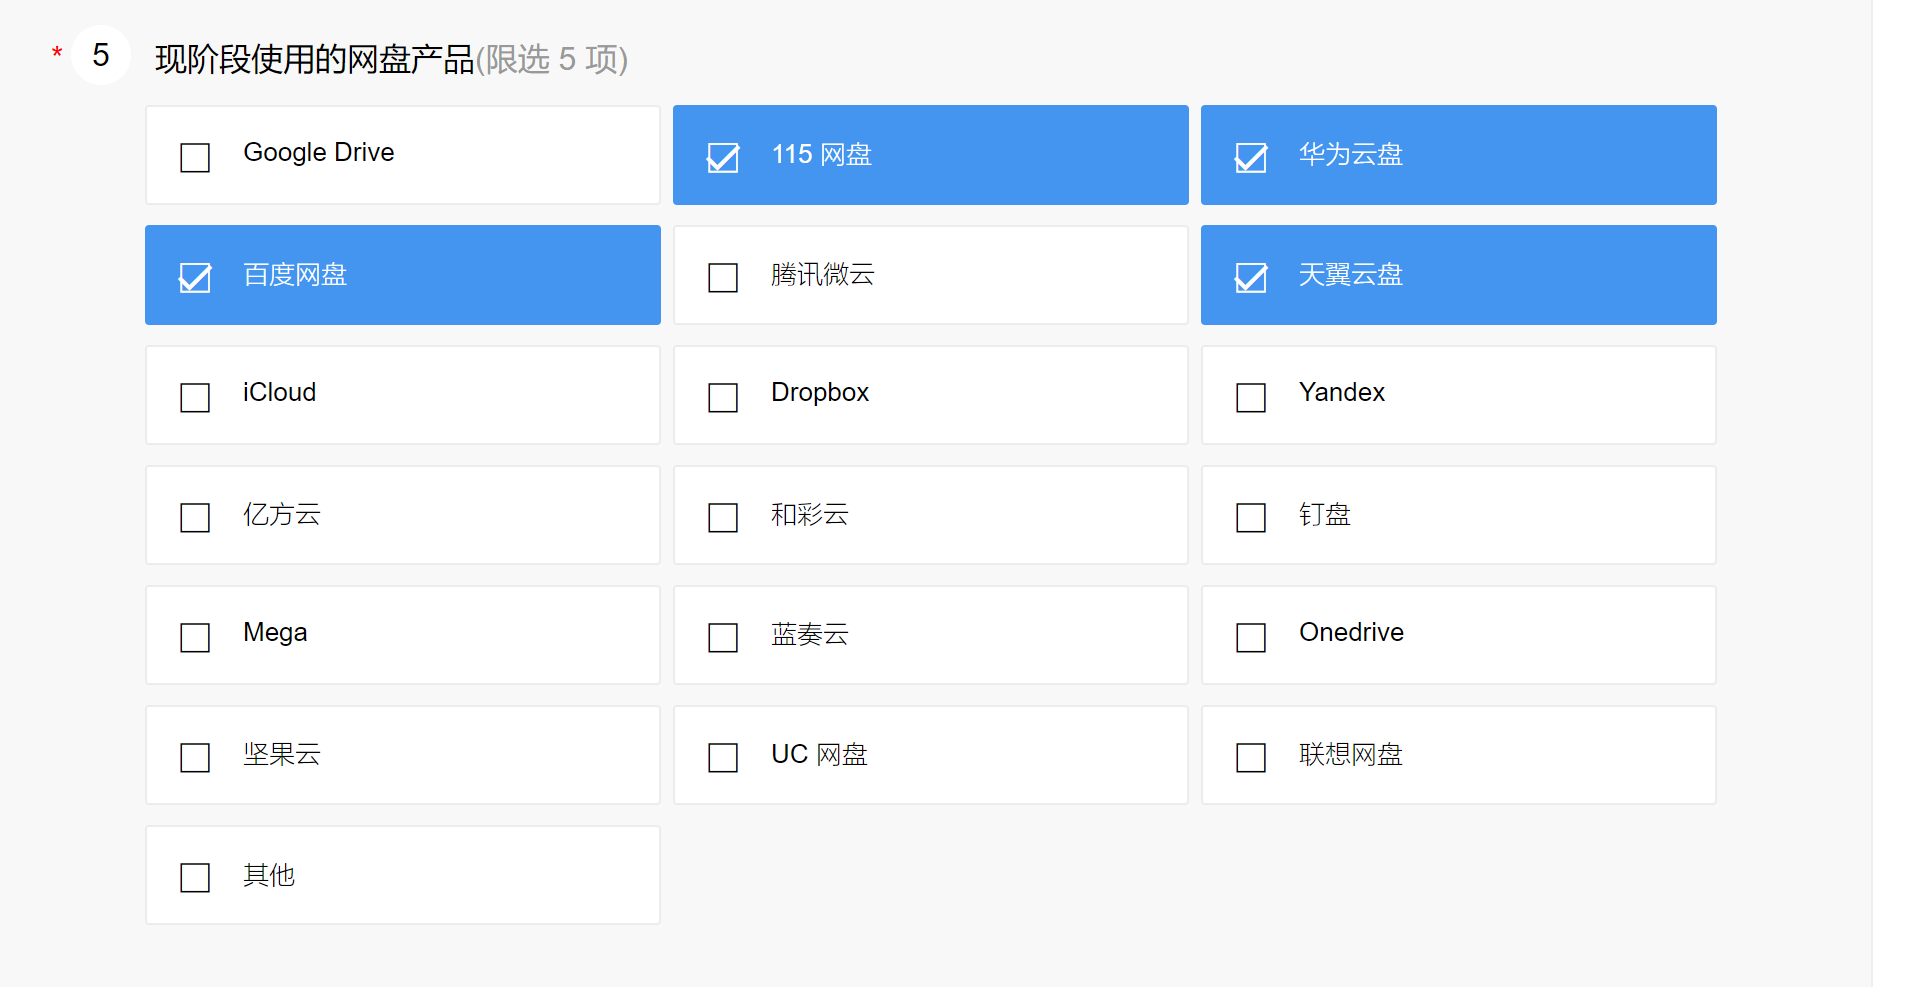 * 5 现阶段使用的网盘产品(限选 5 项)
Google Drive
115 网盘
华为云盘
百度网盘
腾讯微云
天翼云盘
iCloud
Dropbox
Yandex
亿方云
和彩云
钉盘
Mega
蓝奏云
Onedrive
坚果云
UC 网盘
联想网盘
其他